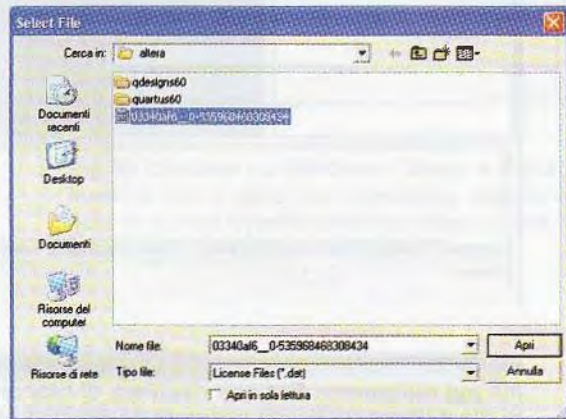 Select File
Cerca in: altera
qdesigns60
quartus60
03340af6__0-535968468308434
Documenti
recenti
Desktop
Documenti
Risorse del
computer
Risorse di rete
Nome file: 03340af6__0-535968468308434 Apri
Tipo file: License Files (*.dat) Annulla
Apri in sola lettura